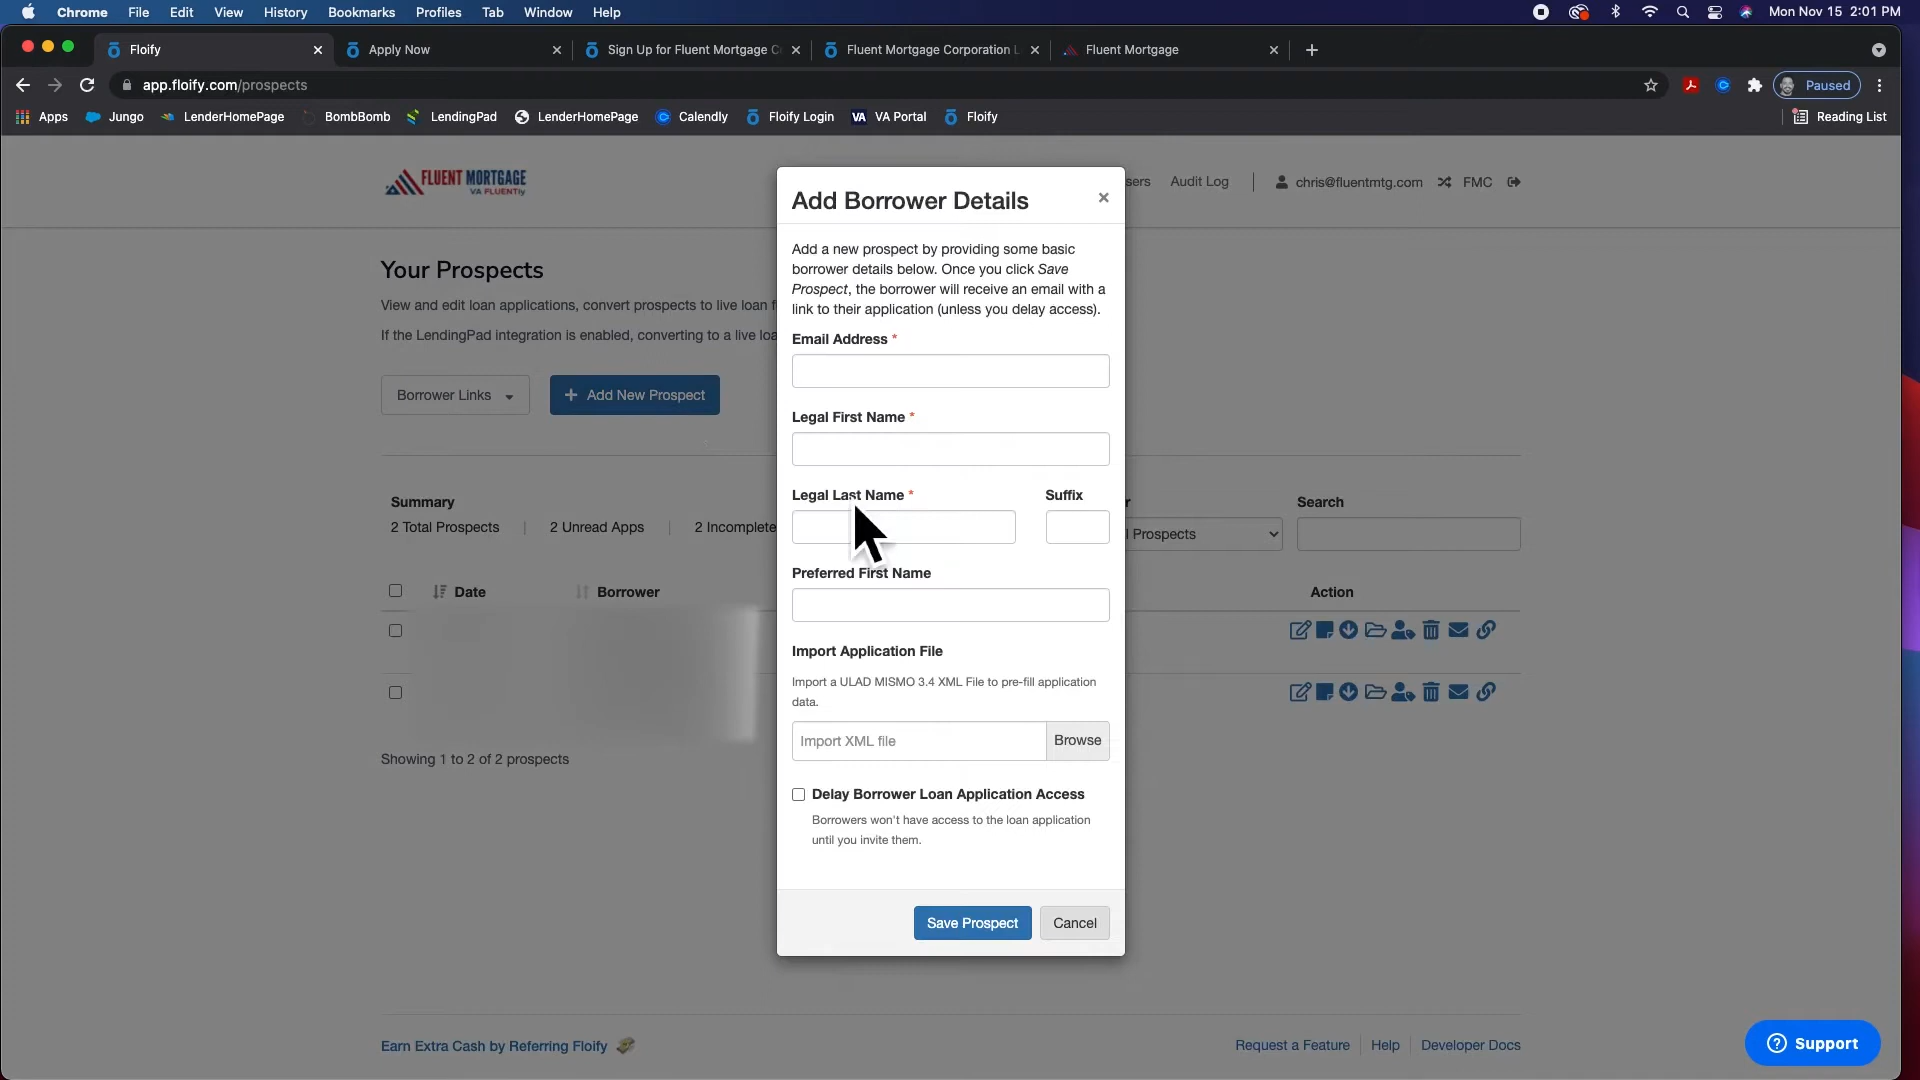 Chrome File Edit View History Bookmarks Profiles Tab Window Help Mon Nov 15 2:01 PM
Floify Apply Now Sign Up for Fluent Mortgage C Fluent Mortgage Corporation L Fluent Mortgage
app.floify.com/prospects Paused
Apps Jungo LenderHomePage BombBomb LendingPad LenderHomePage Calendly Floify Login VA VA Portal Floify Reading List
FLUENT MORTGAGE
VA FLUENTly
sers Audit Log chris@fluentmtg.com FMC
Add Borrower Details ×
Add a new prospect by providing some basic
borrower details below. Once you click Save
Prospect, the borrower will receive an email with a
link to their application (unless you delay access).
Email Address *
Legal First Name *
Legal Last Name * Suffix
Preferred First Name
Import Application File
Import a ULAD MISMO 3.4 XML File to pre-fill application
data.
Import XML file Browse
Delay Borrower Loan Application Access
Borrowers won't have access to the loan application
until you invite them.
Save Prospect Cancel
Your Prospects
View and edit loan applications, convert prospects to live loan f
If the LendingPad integration is enabled, converting to a live loa
Borrower Links + Add New Prospect
Summary r Search
2 Total Prospects | 2 Unread Apps | 2 Incomplete l Prospects
Date Borrower Action
Showing 1 to 2 of 2 prospects
Earn Extra Cash by Referring Floify Request a Feature Help Developer Docs
? Support